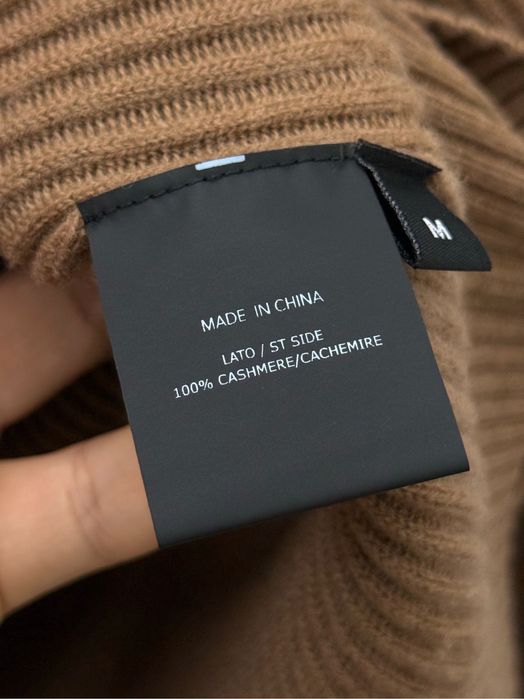 M
MADE IN CHINA
LATO / ST SIDE
100% CASHMERE/CACHEMIRE